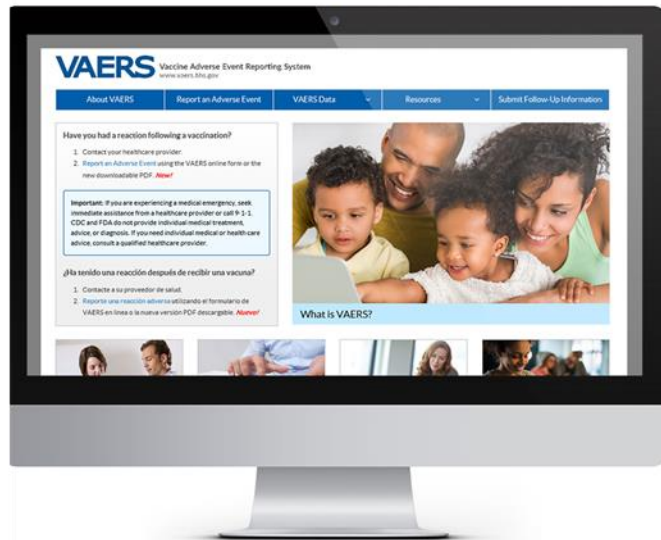 VAERS Vaccine Adverse Event Reporting System
www.vaers.hhs.gov
About VAERS Report an Adverse Event VAERS Data Resources Submit Follow-Up Information
Have you had a reaction following a vaccination?
1. Contact your healthcare provider.
2. Report an Adverse Event using the VAERS online form or the
new downloadable PDF. New!
Important: If you are experiencing a medical emergency, seek
immediate assistance from a healthcare provider or call 9-1-1.
CDC and FDA do not provide individual medical treatment,
advice, or diagnosis. If you need individual medical or health care
advice, consult a qualified healthcare provider.
¿Ha tenido una reacción después de recibir una vacuna?
1. Contacte a su proveedor de salud.
2. Reporte una reacción adversa utilizando el formulario de
VAERS en línea o la nueva versión PDF descargable. Nuevo!
What is VAERS?